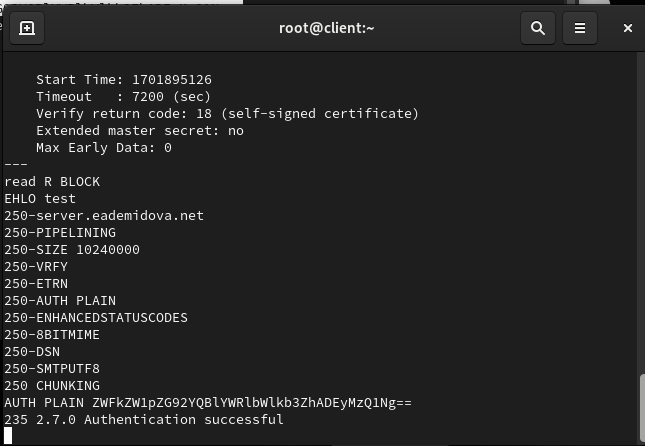 root@client:~
Start Time: 1701895126
Timeout   : 7200 (sec)
Verify return code: 18 (self-signed certificate)
Extended master secret: no
Max Early Data: 0
---
read R BLOCK
EHLO test
250-server.eademidova.net
250-PIPELINING
250-SIZE 10240000
250-VRFY
250-ETRN
250-AUTH PLAIN
250-ENHANCEDSTATUSCODES
250-8BITMIME
250-DSN
250-SMTPUTF8
250 CHUNKING
AUTH PLAIN ZWFkZW1pZG92YQBlYWRlbWlkb3ZhADEyMzQ1Ng==
235 2.7.0 Authentication successful